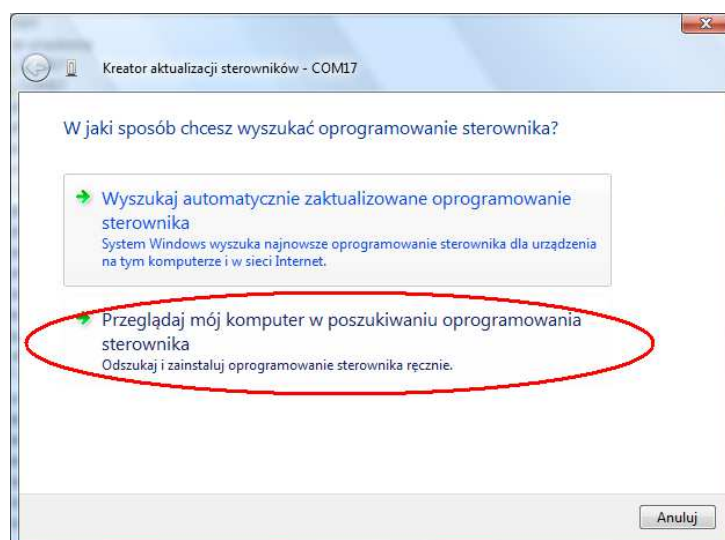 Kreator aktualizacji sterowników - COM17
W jaki sposób chcesz wyszukać oprogramowanie sterownika?
Wyszukaj automatycznie zaktualizowane oprogramowanie
sterownika
System Windows wyszuka najnowsze oprogramowanie sterownika dla urządzenia
na tym komputerze i w sieci Internet.
Przeglądaj mój komputer w poszukiwaniu oprogramowania
sterownika
Odszukaj i zainstaluj oprogramowanie sterownika ręcznie.
Anuluj